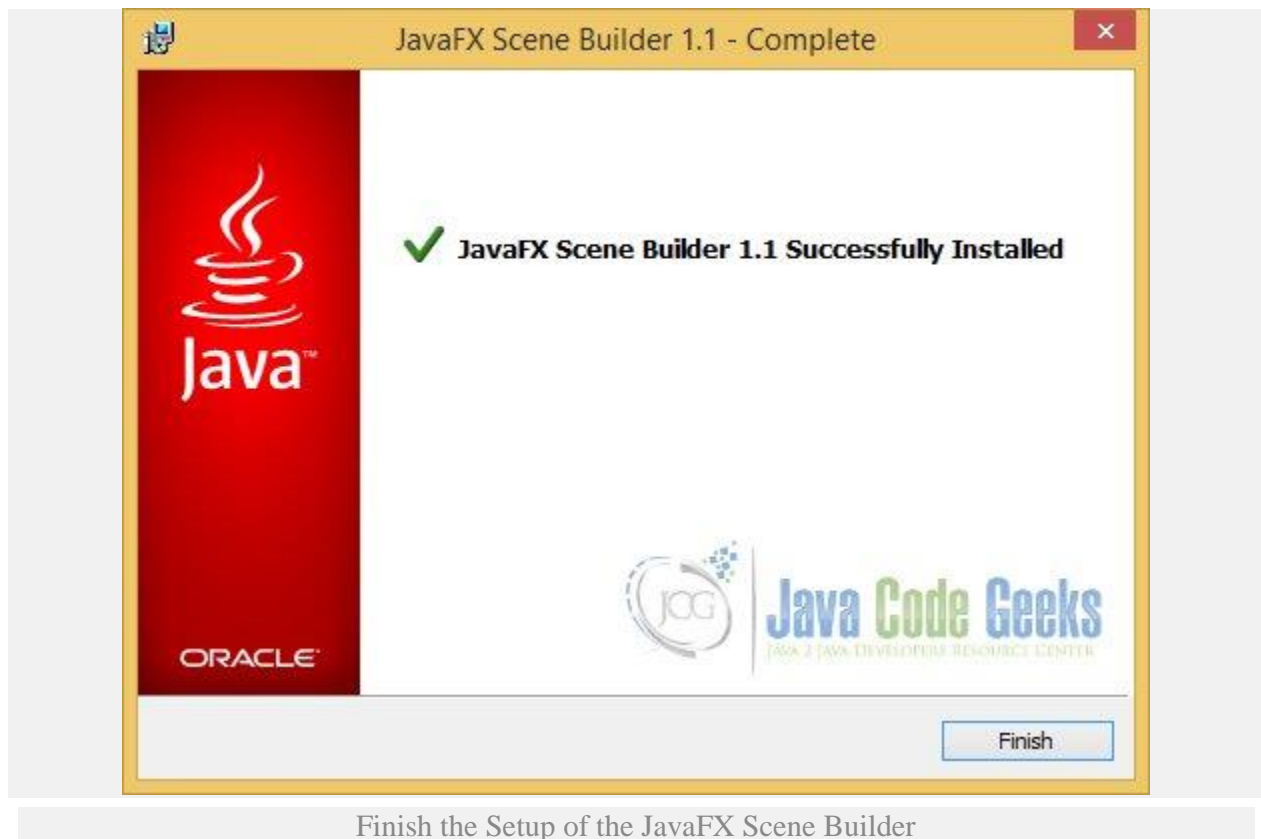 JavaFX Scene Builder 1.1 - Complete
JavaFX Scene Builder 1.1 Successfully Installed
Java™
JCG
Java Code Geeks
JAVA 2 JAVA DEVELOPERS RESOURCE CENTER
ORACLE
Finish
Finish the Setup of the JavaFX Scene Builder